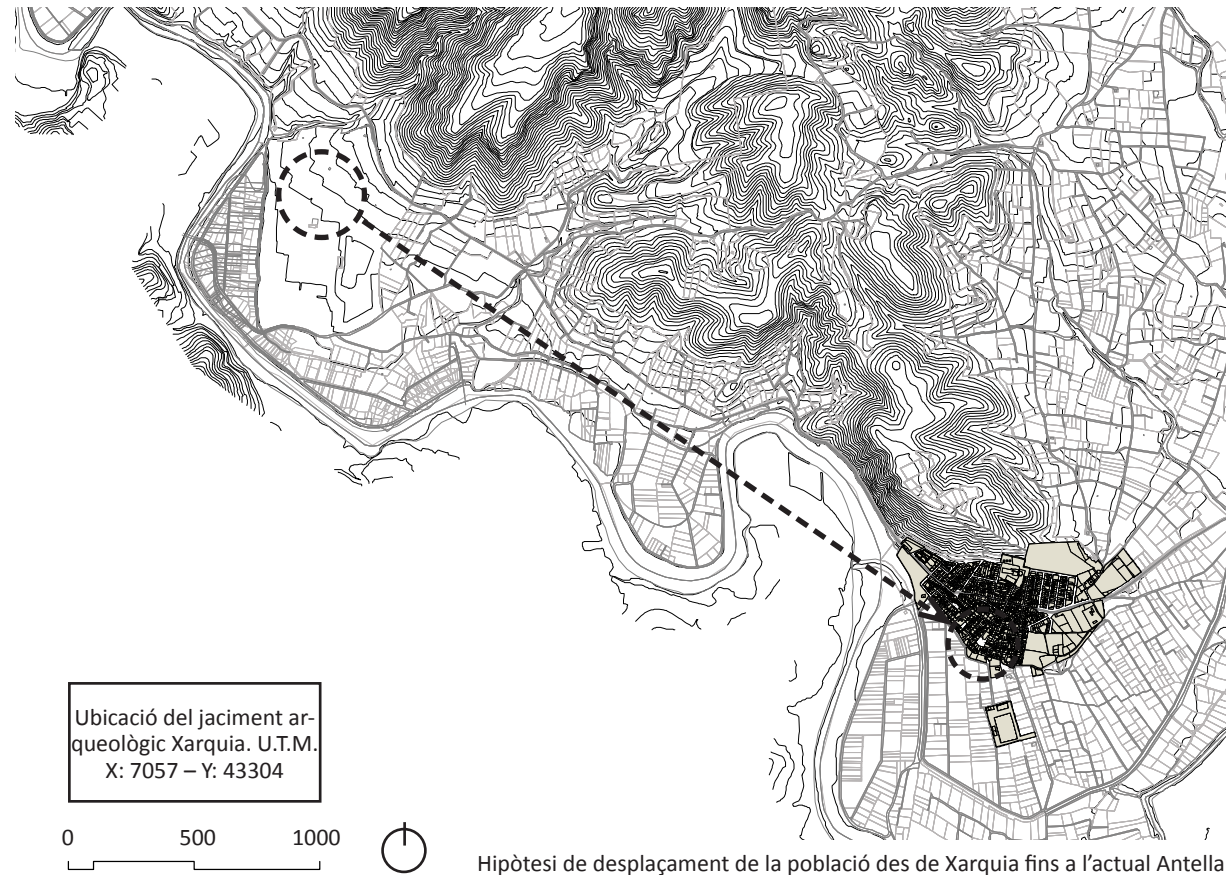 Ubicació del jaciment ar-
queològic Xarquia. U.T.M.
X: 7057 – Y: 43304
0 500 1000
Hipòtesi de desplaçament de la població des de Xarquia fins a l’actual Antella